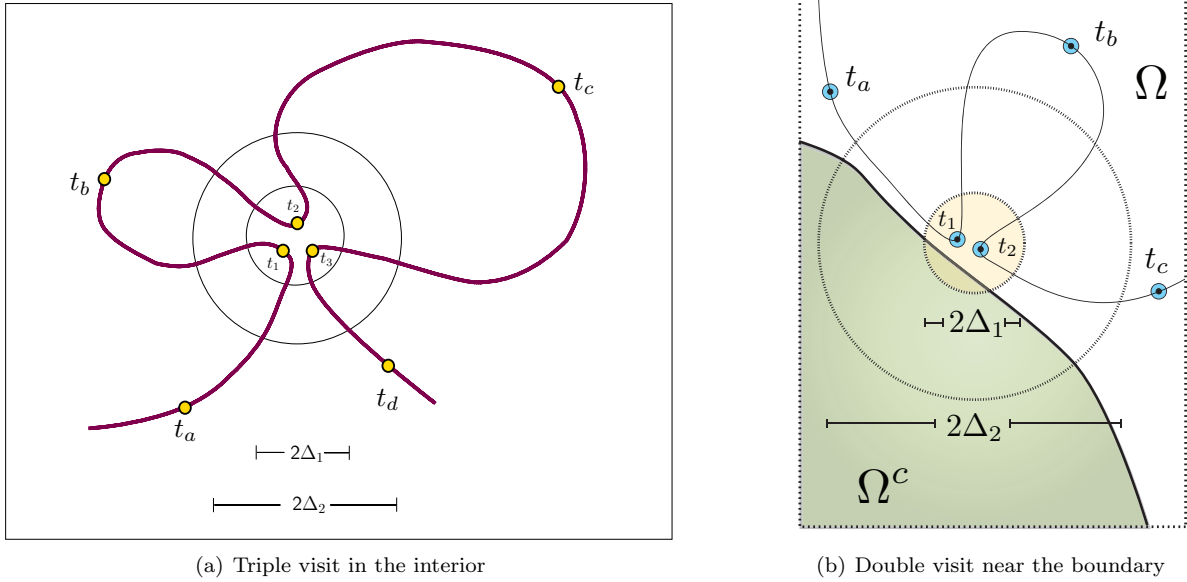 t_c
t_b
t_2
t_1
t_3
t_a
t_d
2Δ_1
2Δ_2
(a) Triple visit in the interior
t_b
t_a
Ω
t_1
t_2
t_c
2Δ_1
2Δ_2
Ω^c
(b) Double visit near the boundary